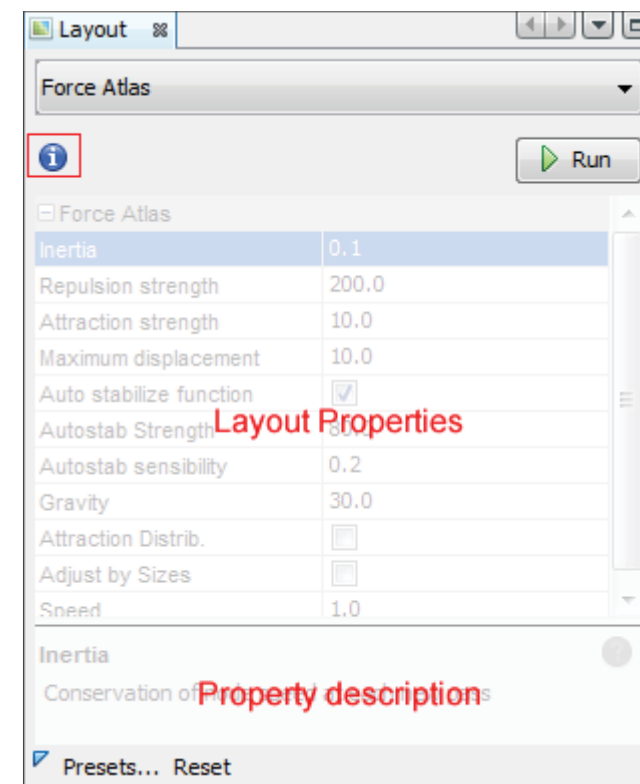 Layout
Force Atlas
Run
Force Atlas
Inertia 0.1
Repulsion strength 200.0
Attraction strength 10.0
Maximum displacement 10.0
Auto stabilize function
Layout Properties
Autostab Strength
Autostab sensibility 0.2
Gravity 30.0
Attraction Distrib.
Adjust by Sizes
Speed 1.0
Inertia
Conservation of
Property description
Presets... Reset